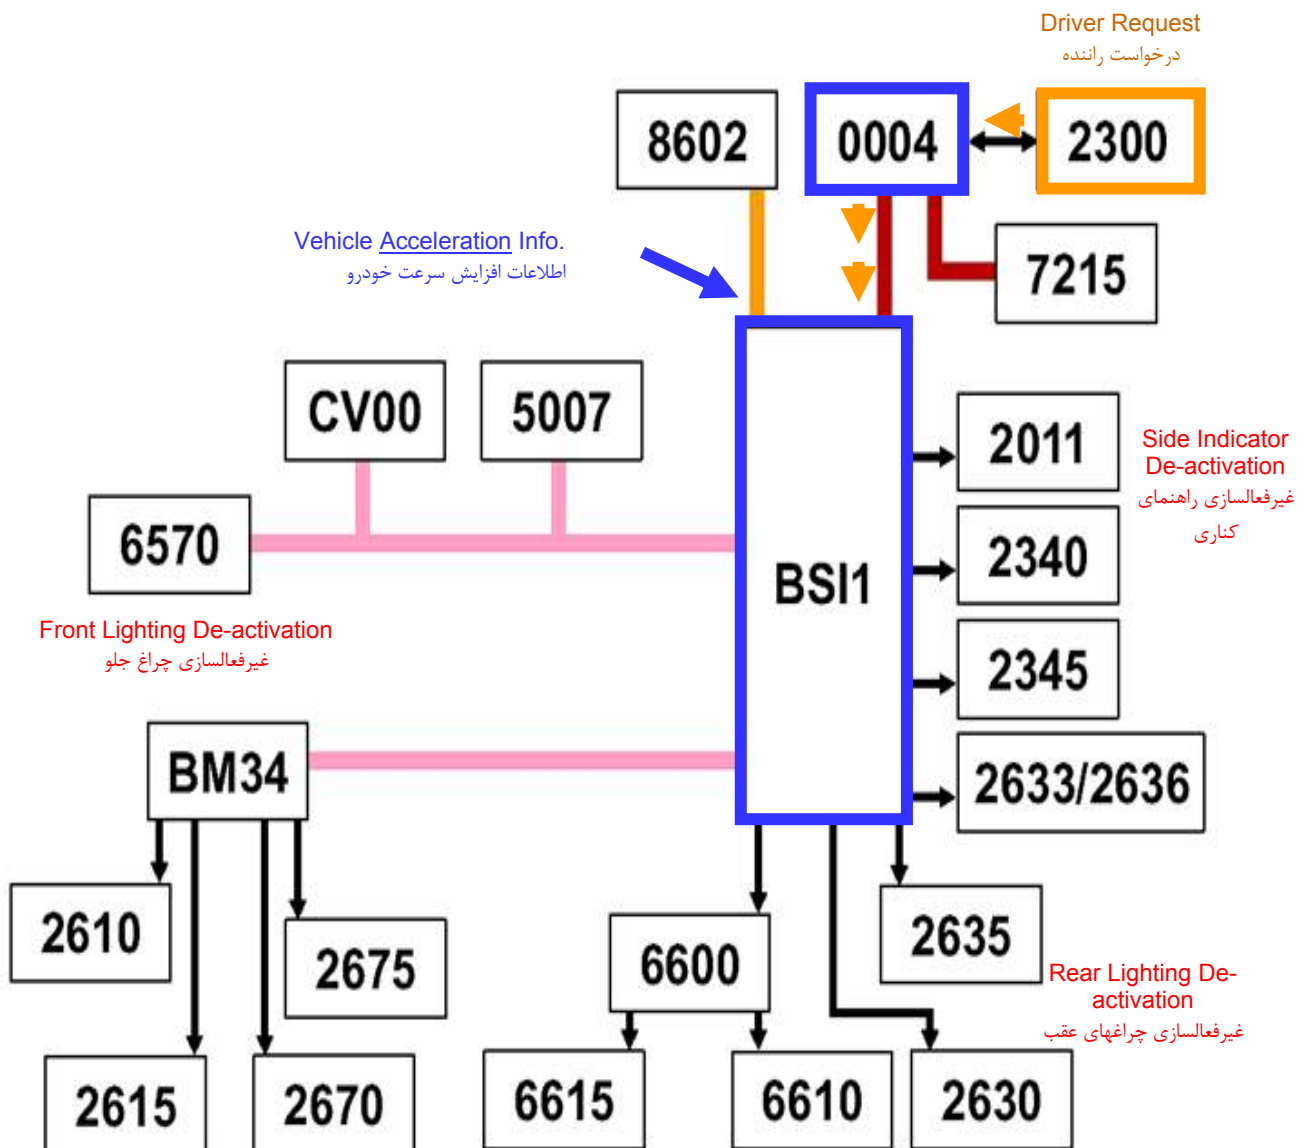 Driver Request
درخواست راننده
8602
0004
2300
Vehicle Acceleration Info.
اطلاعات افزایش سرعت خودرو
7215
CV00
5007
2011
Side Indicator
De-activation
غیرفعالسازی راهنمای
کناری
6570
2340
BSI1
Front Lighting De-activation
غیرفعالسازی چراغ جلو
2345
BM34
2633/2636
2610
2675
6600
2635
Rear Lighting De-
activation
غیرفعالسازی چراغهای عقب
2615
2670
6615
6610
2630